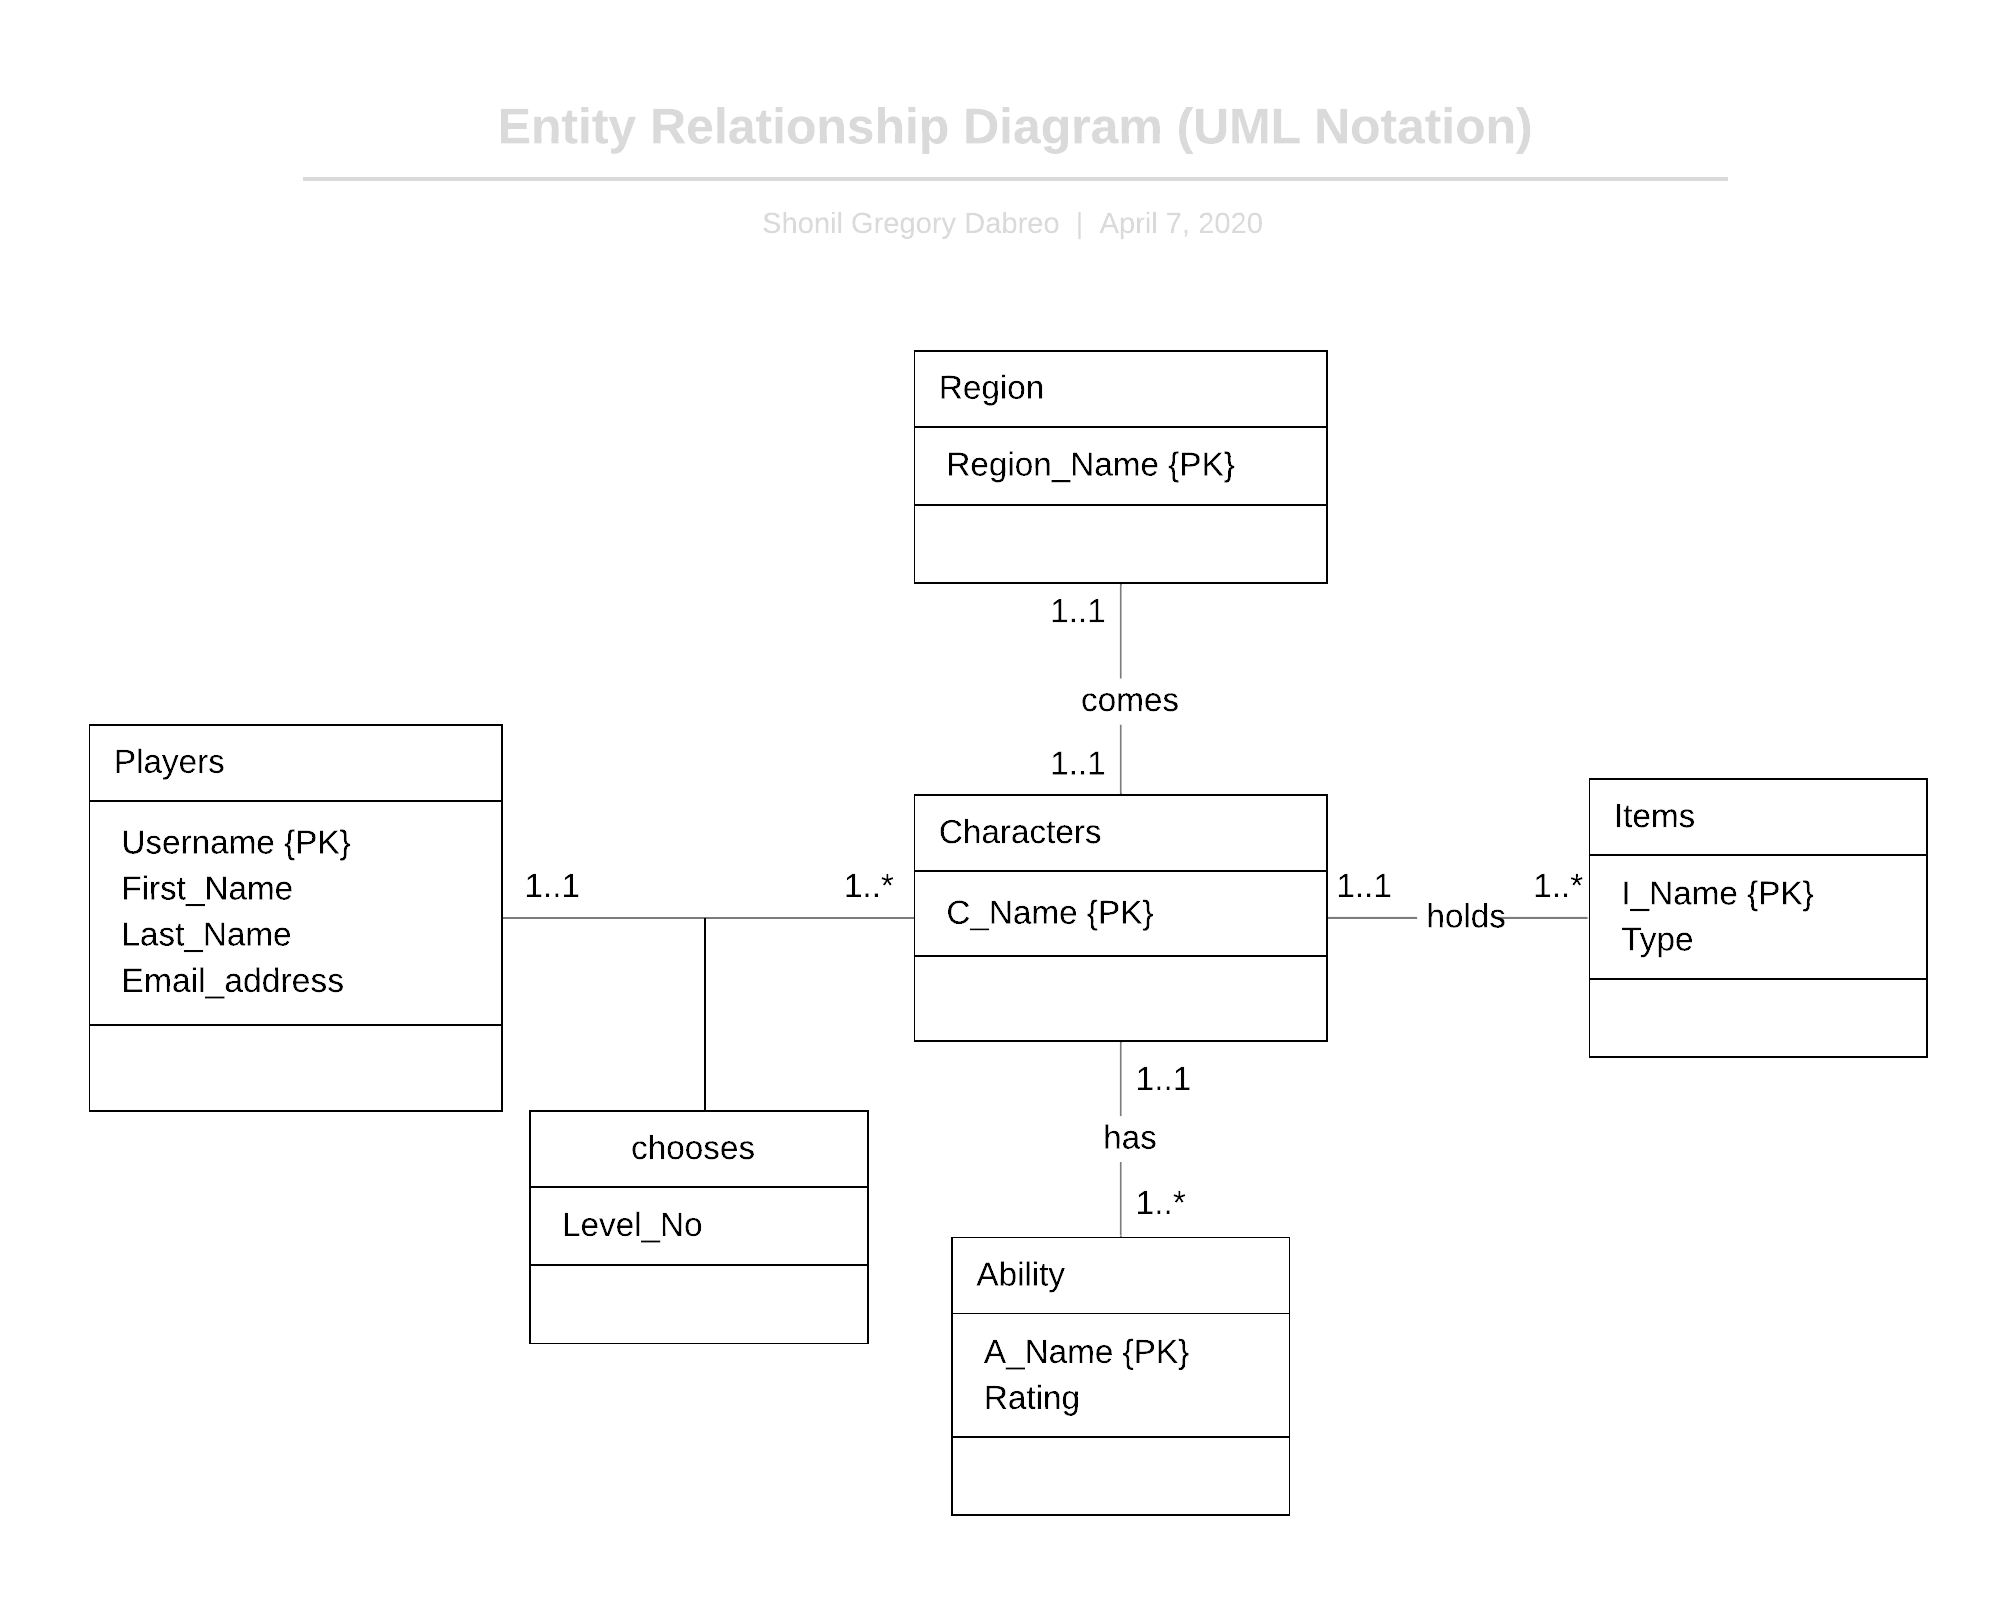 Entity Relationship Diagram (UML Notation)
Shonil Gregory Dabreo | April 7, 2020
Region
Region_Name {PK}
1..1
comes
1..1
Players
Username {PK}
First_Name
Last_Name
Email_address
1..1
1..*
Characters
C_Name {PK}
1..1
holds
1..*
Items
I_Name {PK}
Type
chooses
Level_No
1..1
has
1..*
Ability
A_Name {PK}
Rating